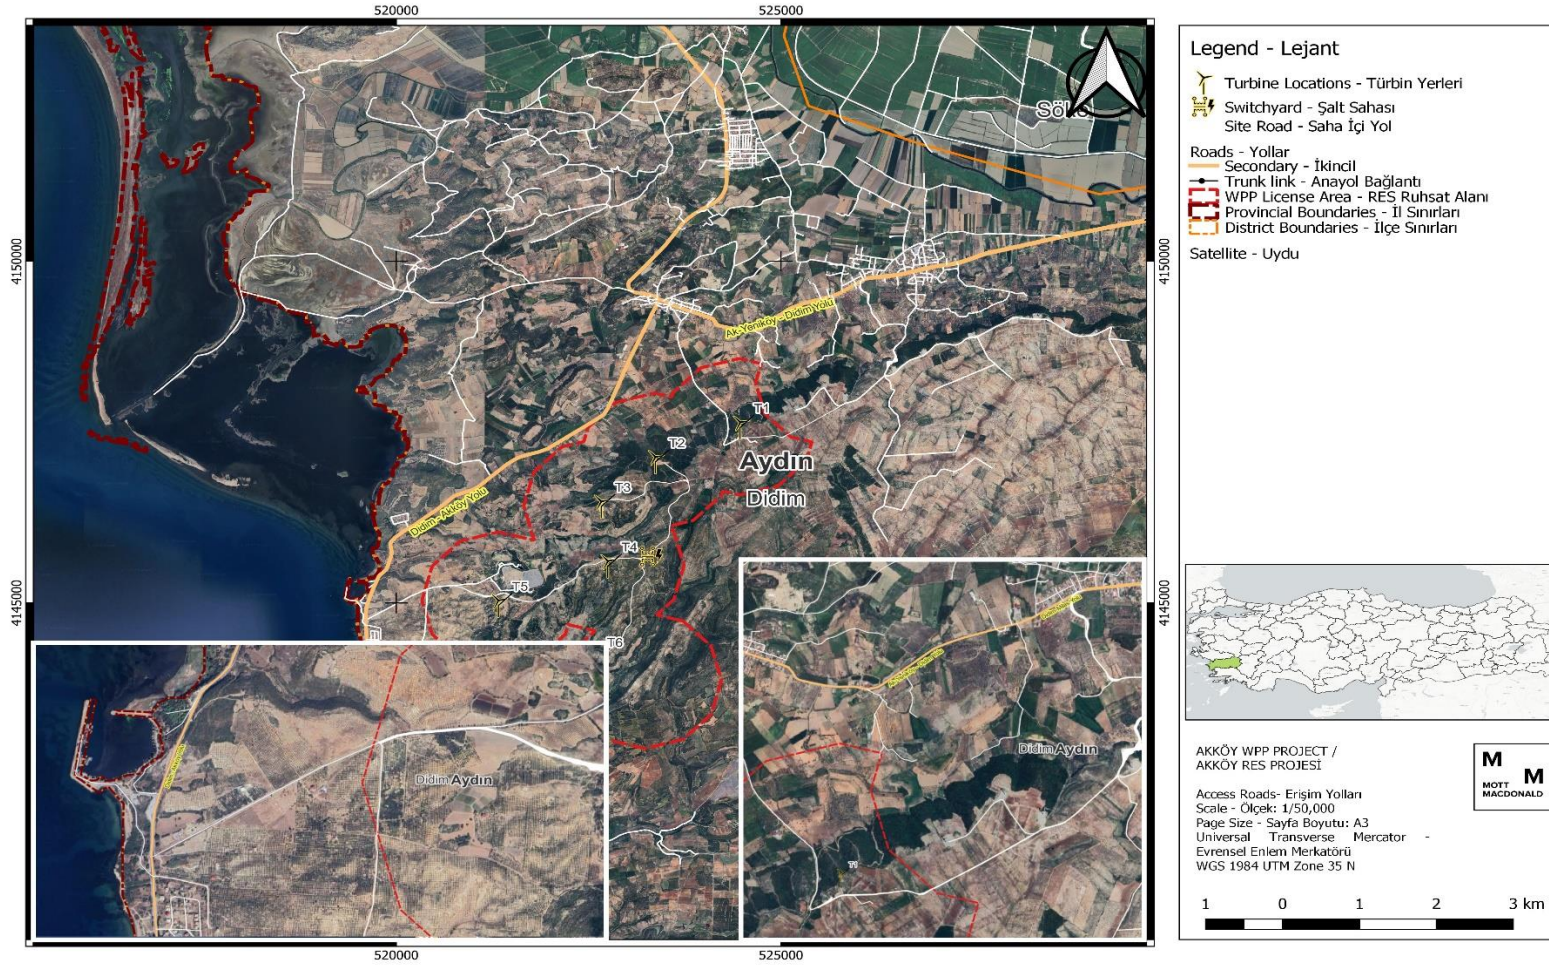 520000
525000
4150000
4150000
4145000
4145000
520000
525000
Söke
Ak-Yeniköy - Didim Yolu
Didim - Akköy Yolu
T1
T2
T3
T4
T5
T6
Aydın
Didim
Didim Aydın
Didim Aydın
T1
Legend - Lejant
Turbine Locations - Türbin Yerleri
Switchyard - Şalt Sahası
Site Road - Saha İçi Yol
Roads - Yollar
Secondary - İkincil
Trunk link - Anayol Bağlantı
WPP License Area - RES Ruhsat Alanı
Provincial Boundaries - İl Sınırları
District Boundaries - İlçe Sınırları
Satellite - Uydu
AKKÖY WPP PROJECT /
AKKÖY RES PROJESİ
M
M
MOTT
MACDONALD
Access Roads- Erişim Yolları
Scale - Ölçek: 1/50,000
Page Size - Sayfa Boyutu: A3
Universal Transverse Mercator -
Evrensel Enlem Merkatörü
WGS 1984 UTM Zone 35 N
1 0 1 2 3 km